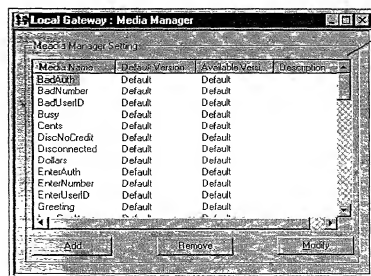 Local Gateway : Media Manager
Meadia Manager Setting
Media Name Default Version Available Versi... Description
BadAuth Default Default
BadNumber Default Default
BadUserID Default Default
Busy Default Default
Cents Default Default
DiscNoCredit Default Default
Disconnected Default Default
Dollars Default Default
EnterAuth Default Default
EnterNumber Default Default
EnterUserID Default Default
Greeting Default Default
Add Remove Modify